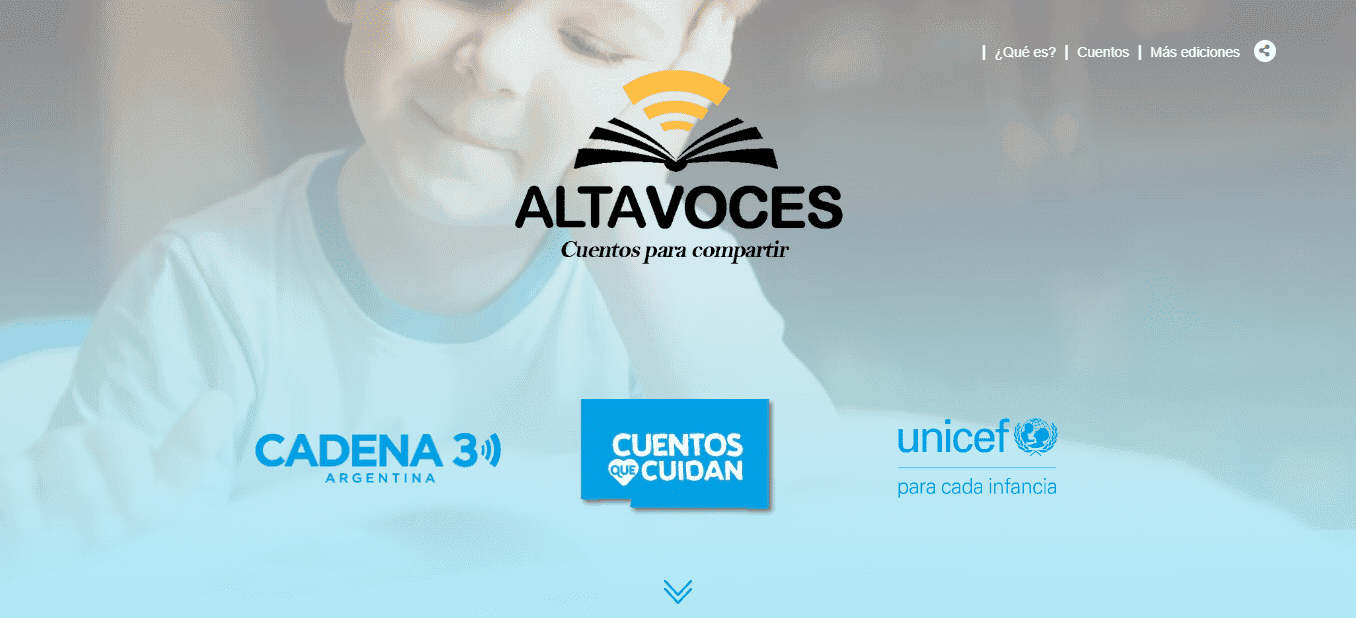 | ¿Qué es? | Cuentos | Más ediciones
ALTAVOCES
Cuentos para compartir
CADENA 3
ARGENTINA
CUENTOS
QUE CUIDAN
unicef
para cada infancia